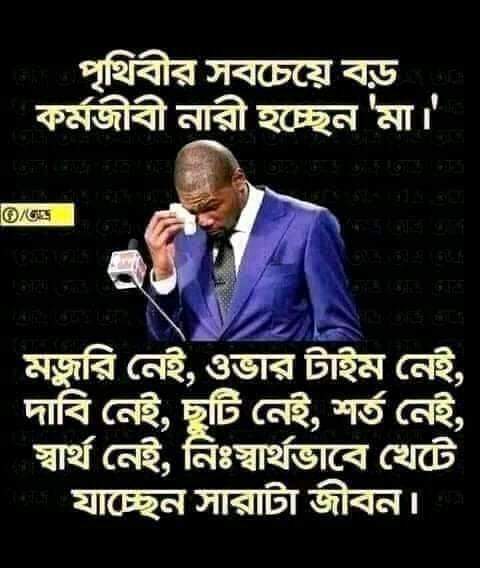 পৃথিবীর সবচেয়ে বড়
কর্মজীবী নারী হচ্ছেন 'মা।'
মজুরি নেই, ওভার টাইম নেই,
দাবি নেই, ছুটি নেই, শর্ত নেই,
স্বার্থ নেই, নিঃস্বার্থভাবে খেটে
যাচ্ছেন সারাটা জীবন।